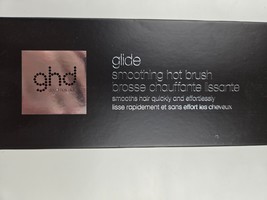 ghd
glide
smoothing hot brush
brosse chauffante lissante
smooths hair quickly and effortlessly
lisse rapidement et sans effort les cheveux